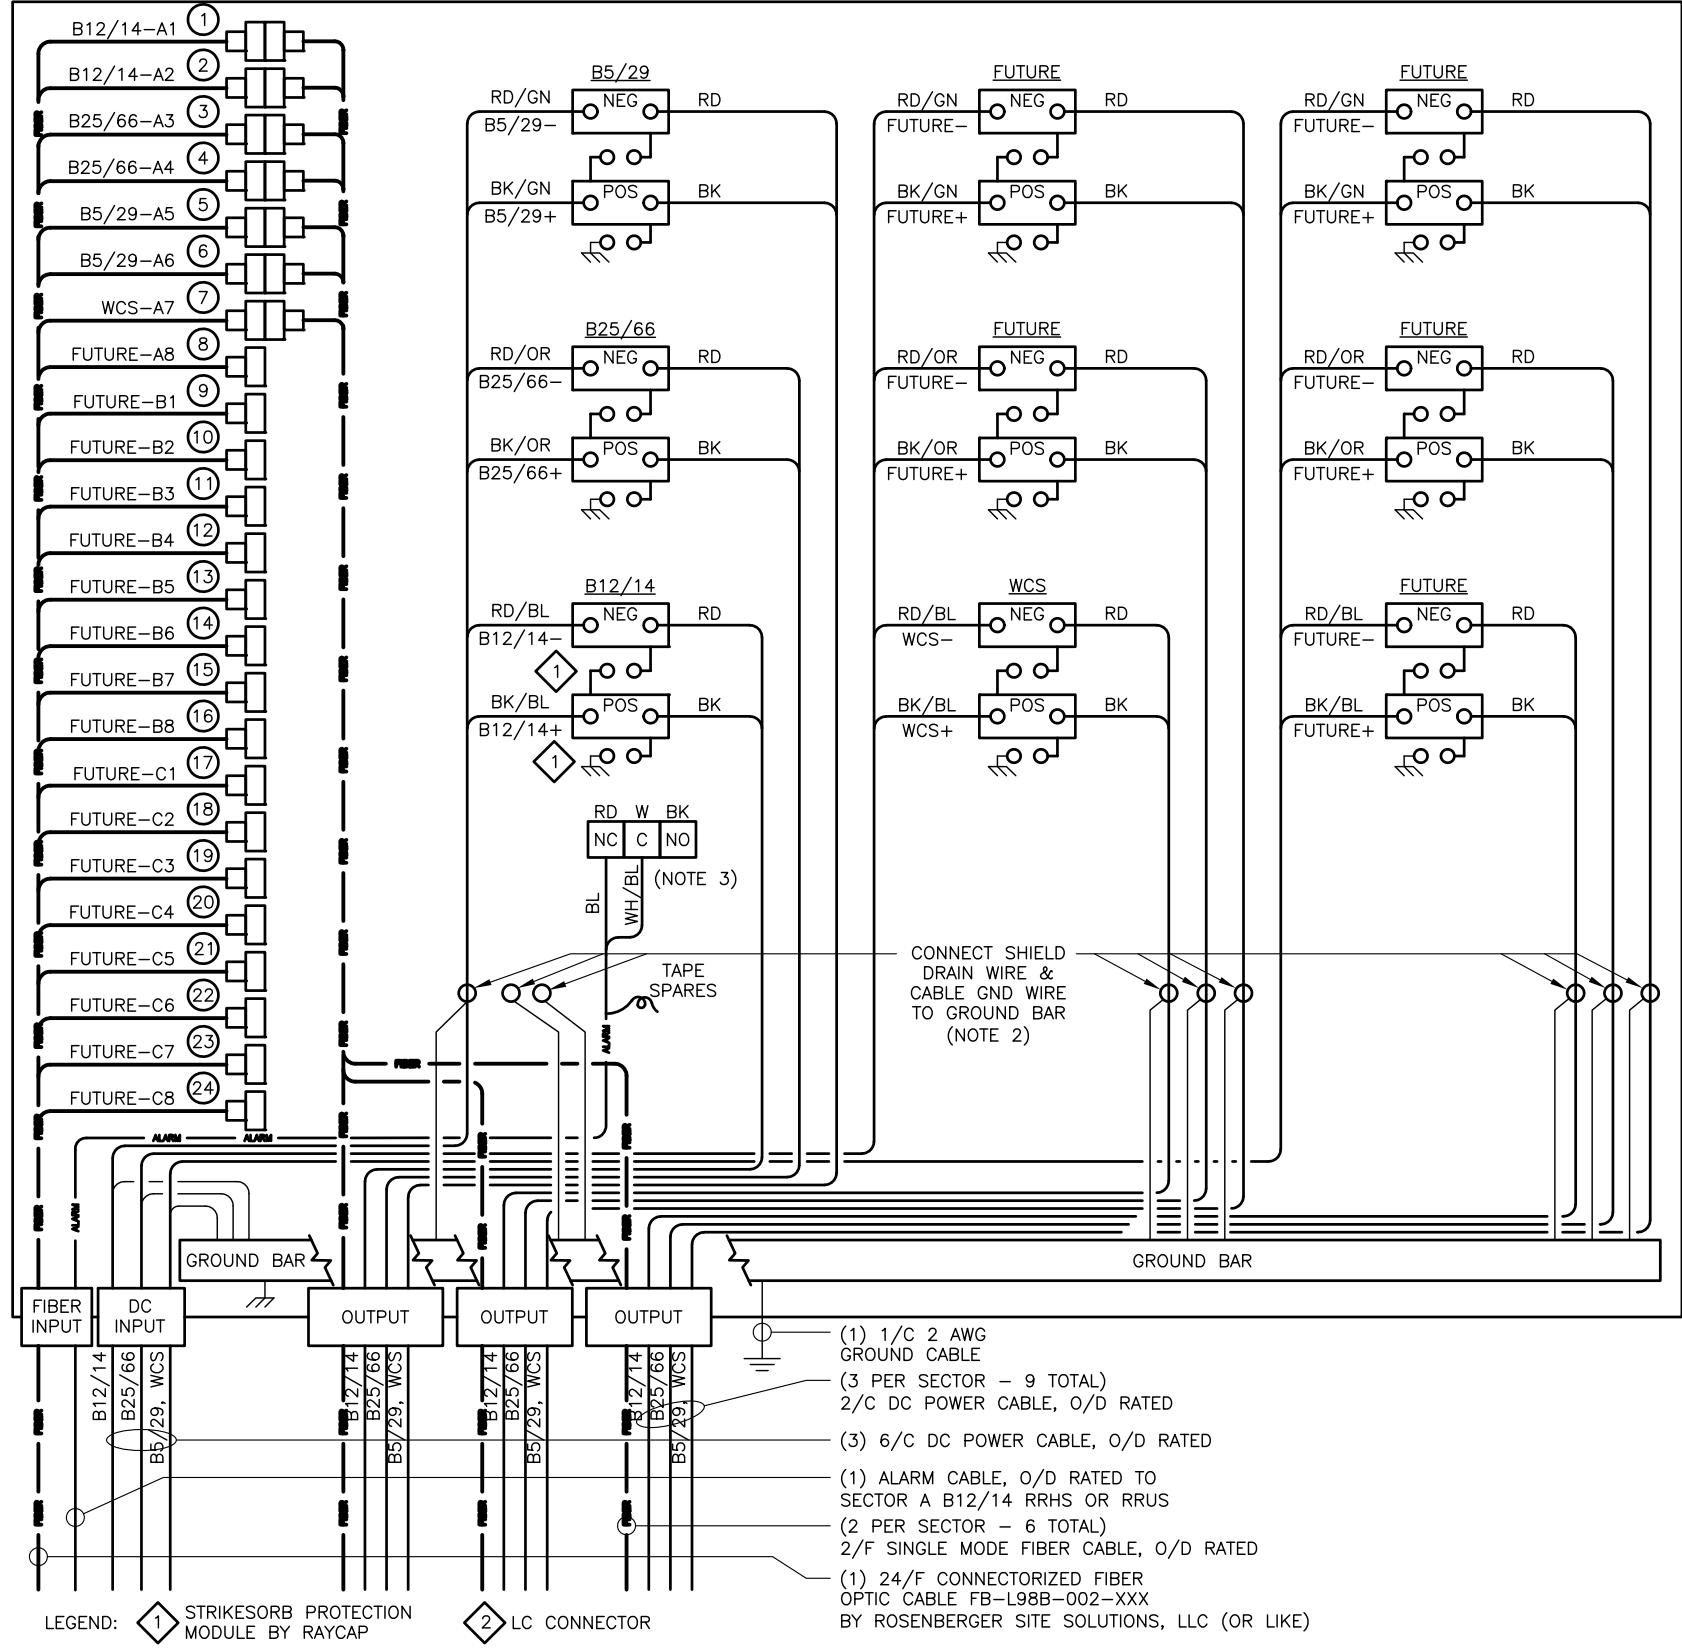 B12/14-A1 1
B12/14-A2 2
B25/66-A3 3
B25/66-A4 4
B5/29-A5 5
B5/29-A6 6
WCS-A7 7
FUTURE-A8 8
FUTURE-B1 9
FUTURE-B2 10
FUTURE-B3 11
FUTURE-B4 12
FUTURE-B5 13
FUTURE-B6 14
FUTURE-B7 15
FUTURE-B8 16
FUTURE-C1 17
FUTURE-C2 18
FUTURE-C3 19
FUTURE-C4 20
FUTURE-C5 21
FUTURE-C6 22
FUTURE-C7 23
FUTURE-C8 24
FIBER
FIBER
FIBER
ALARM ALARM
ALARM
B5/29
RD/GN NEG RD
B5/29-
BK/GN POS BK
B5/29+
B25/66
RD/OR NEG RD
B25/66-
BK/OR POS BK
B25/66+
B12/14
RD/BL NEG RD
B12/14-
1
BK/BL POS BK
B12/14+
1
FUTURE
RD/GN NEG RD
FUTURE-
BK/GN POS BK
FUTURE+
FUTURE
RD/OR NEG RD
FUTURE-
BK/OR POS BK
FUTURE+
WCS
RD/BL NEG RD
WCS-
BK/BL POS BK
WCS+
FUTURE
RD/GN NEG RD
FUTURE-
BK/GN POS BK
FUTURE+
FUTURE
RD/OR NEG RD
FUTURE-
BK/OR POS BK
FUTURE+
FUTURE
RD/BL NEG RD
FUTURE-
BK/BL POS BK
FUTURE+
RD W BK
NC C NO
(NOTE 3)
BL
WH/BL
TAPE
SPARES
ALARM
CONNECT SHIELD
DRAIN WIRE &
CABLE GND WIRE
TO GROUND BAR
(NOTE 2)
GROUND BAR
GROUND BAR
FIBER
INPUT
DC
INPUT
OUTPUT
OUTPUT
OUTPUT
B12/14
B25/66
B5/29, WCS
B12/14
B25/66
B5/29, WCS
B12/14
B25/66
B5/29, WCS
B12/14
B25/66
B5/29, WCS
(1) 1/C 2 AWG
GROUND CABLE
(3 PER SECTOR - 9 TOTAL)
2/C DC POWER CABLE, O/D RATED
(3) 6/C DC POWER CABLE, O/D RATED
(1) ALARM CABLE, O/D RATED TO
SECTOR A B12/14 RRHS OR RRUS
(2 PER SECTOR - 6 TOTAL)
2/F SINGLE MODE FIBER CABLE, O/D RATED
(1) 24/F CONNECTORIZED FIBER
OPTIC CABLE FB-L98B-002-XXX
BY ROSENBERGER SITE SOLUTIONS, LLC (OR LIKE)
LEGEND: 1 STRIKESORB PROTECTION
MODULE BY RAYCAP
2 LC CONNECTOR